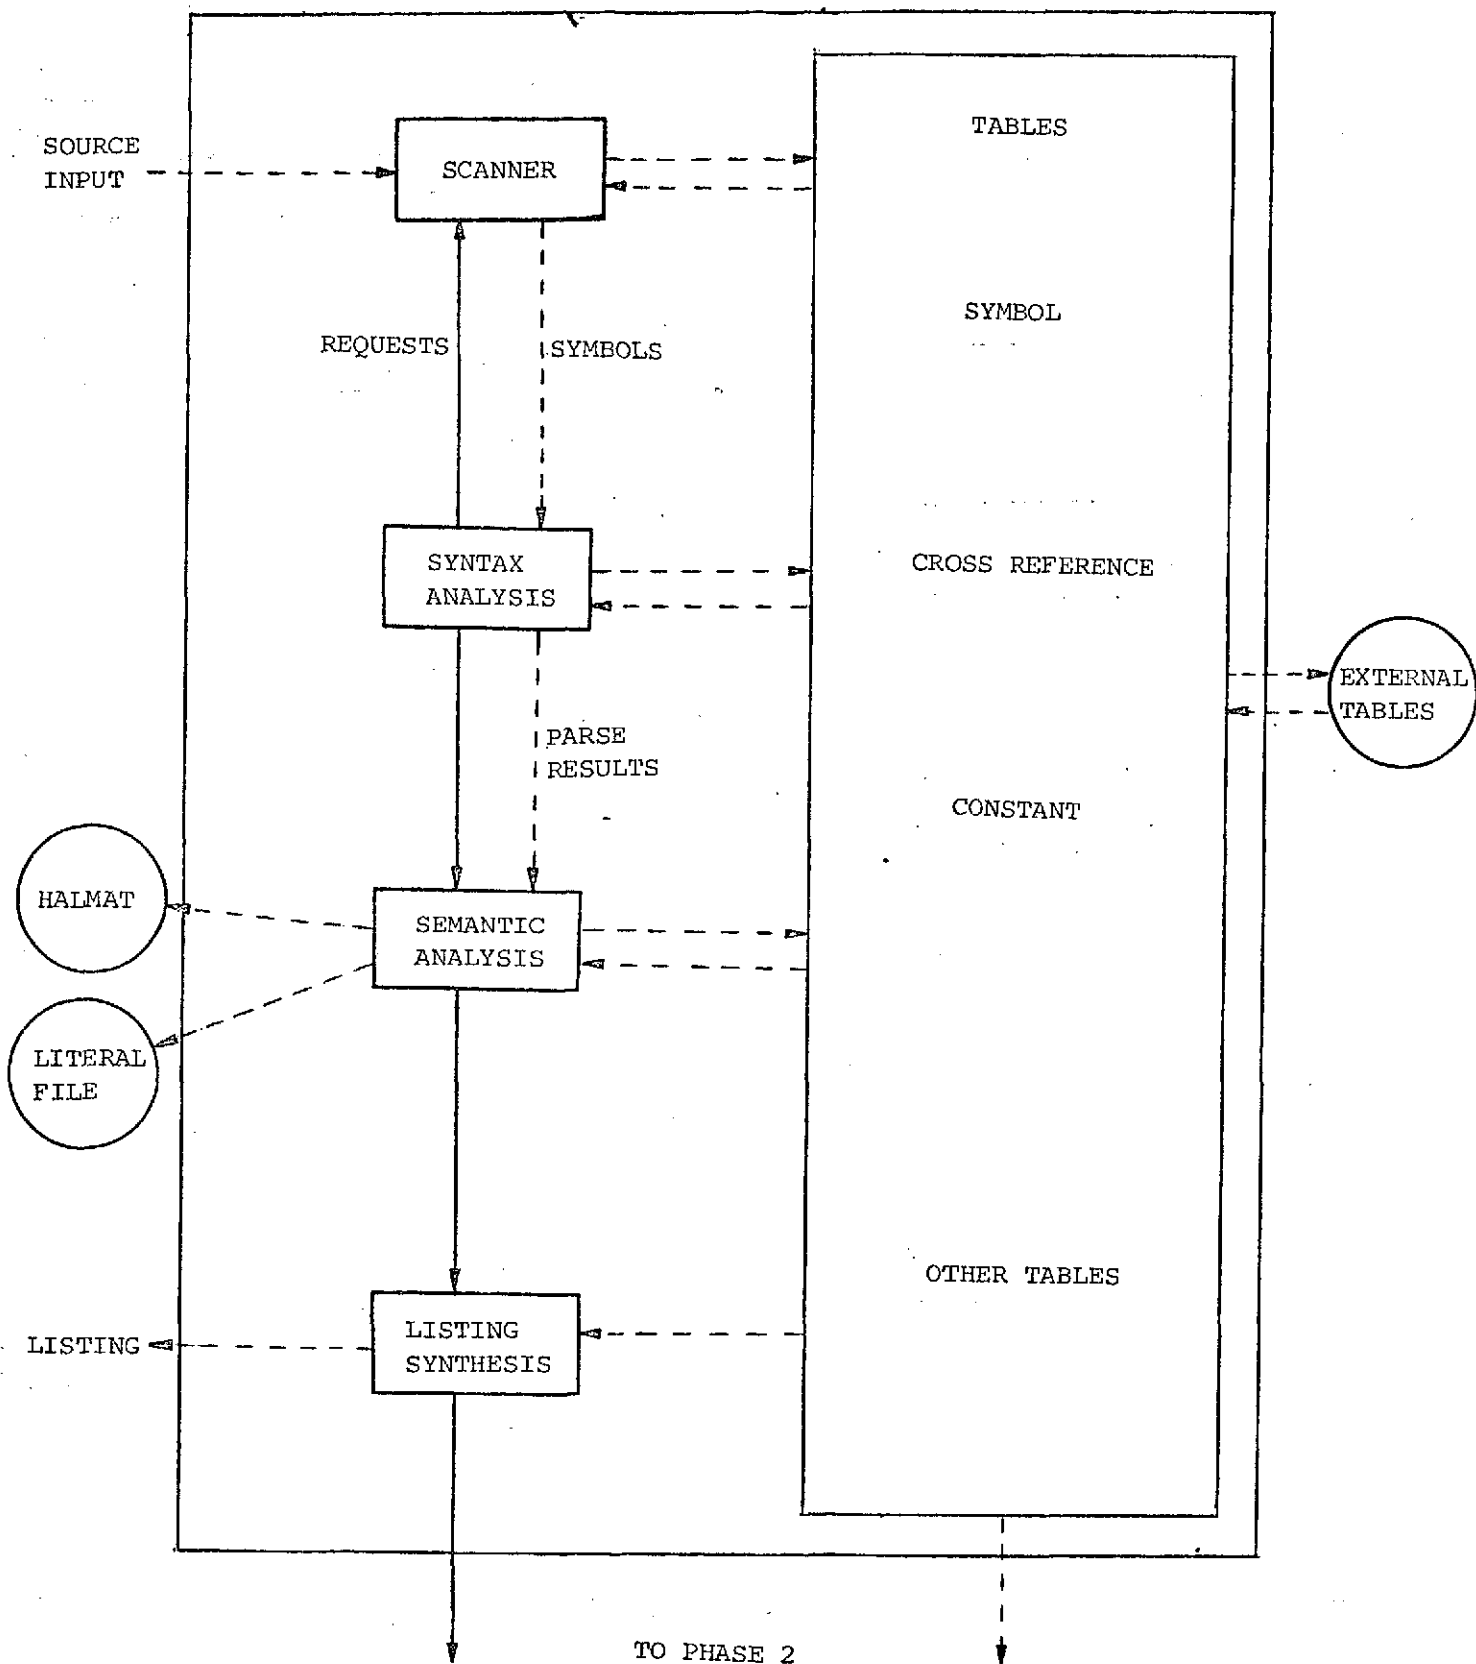 SOURCE
INPUT
SCANNER
TABLES
SYMBOL
REQUESTS
SYMBOLS
SYNTAX
ANALYSIS
CROSS REFERENCE
EXTERNAL
TABLES
PARSE
RESULTS
CONSTANT
HALMAT
SEMANTIC
ANALYSIS
LITERAL
FILE
OTHER TABLES
LISTING
LISTING
SYNTHESIS
TO PHASE 2